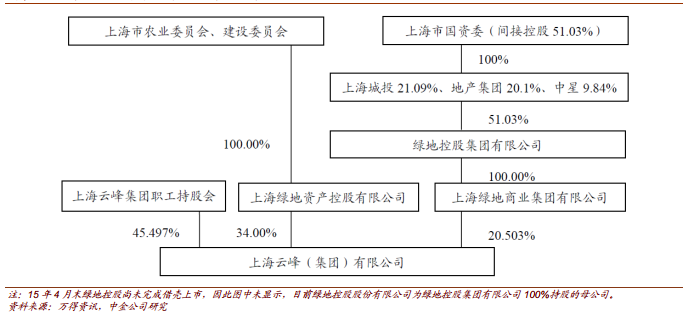 上海市农业委员会、建设委员会
上海市国资委（间接控股 51.03%）
100%
上海城投 21.09%、地产集团 20.1%、中星 9.84%
51.03%
100.00%
绿地控股集团有限公司
100.00%
上海云峰集团职工持股会
上海绿地资产控股有限公司
上海绿地商业集团有限公司
45.497%
34.00%
20.503%
上海云峰（集团）有限公司
注：15 年 4 月末绿地控股尚未完成借壳上市，因此图中未显示，目前绿地控股股份有限公司为绿地控股集团有限公司 100%持股的母公司。
资料来源：万得资讯，中金公司研究